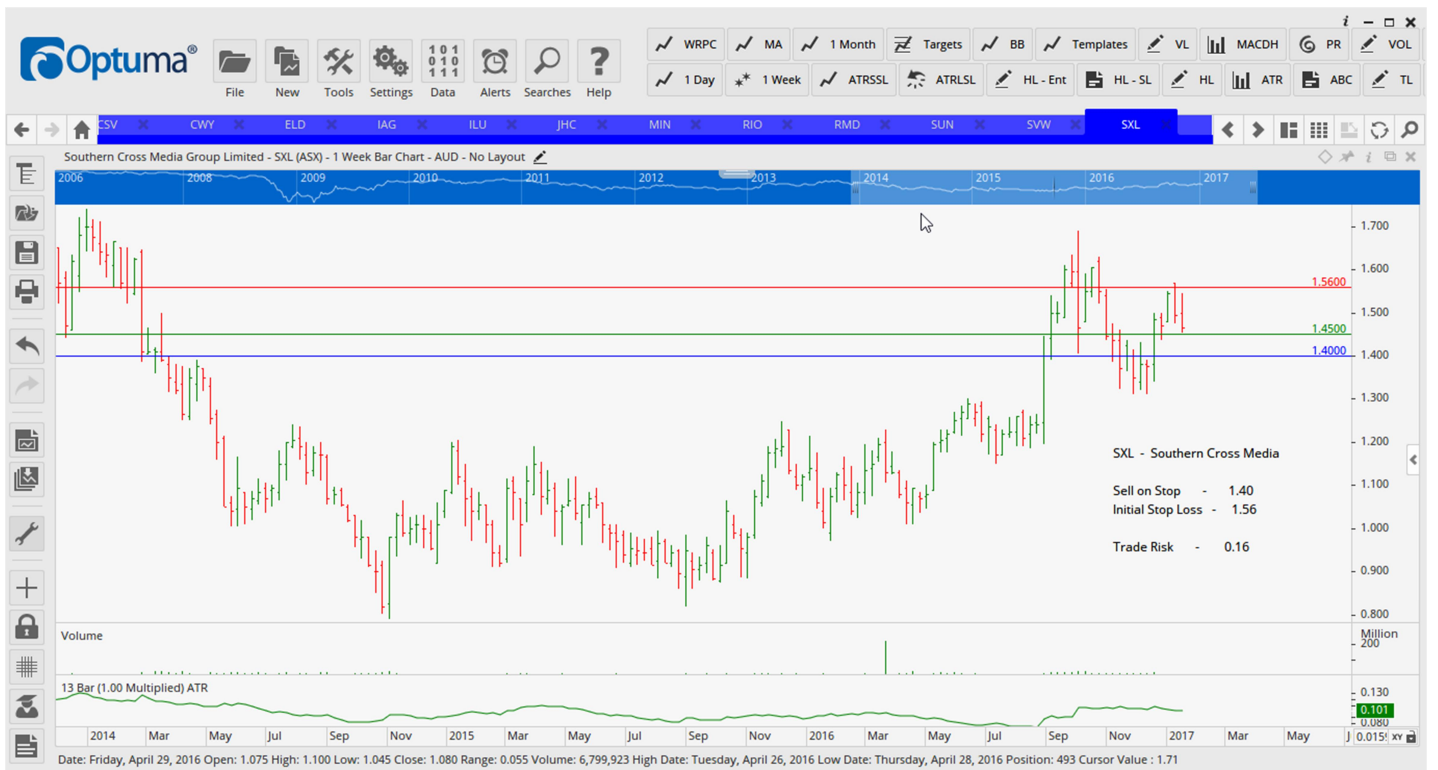 i
Optuma®
WRPC MA 1 Month Targets BB Templates VL MACDH PR VOL
1 Day 1 Week ATRSSL ATRLSL HL - Ent HL - SL HL ATR ABC TL
101
010
111
File New Tools Settings Data Alerts Searches Help
CSV CWY ELD IAG ILU JHC MIN RIO RMD SUN SVW SXL
Southern Cross Media Group Limited - SXL (ASX) - 1 Week Bar Chart - AUD - No Layout
2006 2008 2009 2010 2011 2012 2013 2014 2015 2016 2017
1.700
1.600
1.5600
1.500
1.4500
1.4000
1.400
1.300
1.200
SXL - Southern Cross Media
1.100
Sell on Stop - 1.40
Initial Stop Loss - 1.56
1.000
Trade Risk - 0.16
0.900
0.800
Volume
Million
200
13 Bar (1.00 Multiplied) ATR
0.130
0.101
0.080
2014 Mar May Jul Sep Nov 2015 Mar May Jul Sep Nov 2016 Mar May Jul Sep Nov 2017 Mar May J 0.015 XY
Date: Friday, April 29, 2016 Open: 1.075 High: 1.100 Low: 1.045 Close: 1.080 Range: 0.055 Volume: 6,799,923 High Date: Tuesday, April 26, 2016 Low Date: Thursday, April 28, 2016 Position: 493 Cursor Value : 1.71